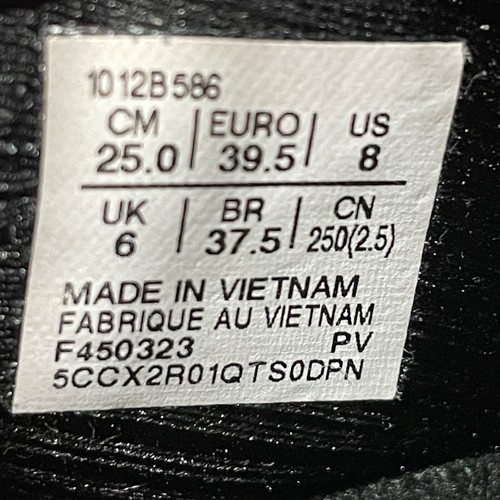 1012B586
CM | EURO | US
25.0 | 39.5 | 8
UK | BR | CN
6 | 37.5 | 250(2.5)
MADE IN VIETNAM
FABRIQUE AU VIETNAM
F450323 PV
5CCX2R01QTS0DPN